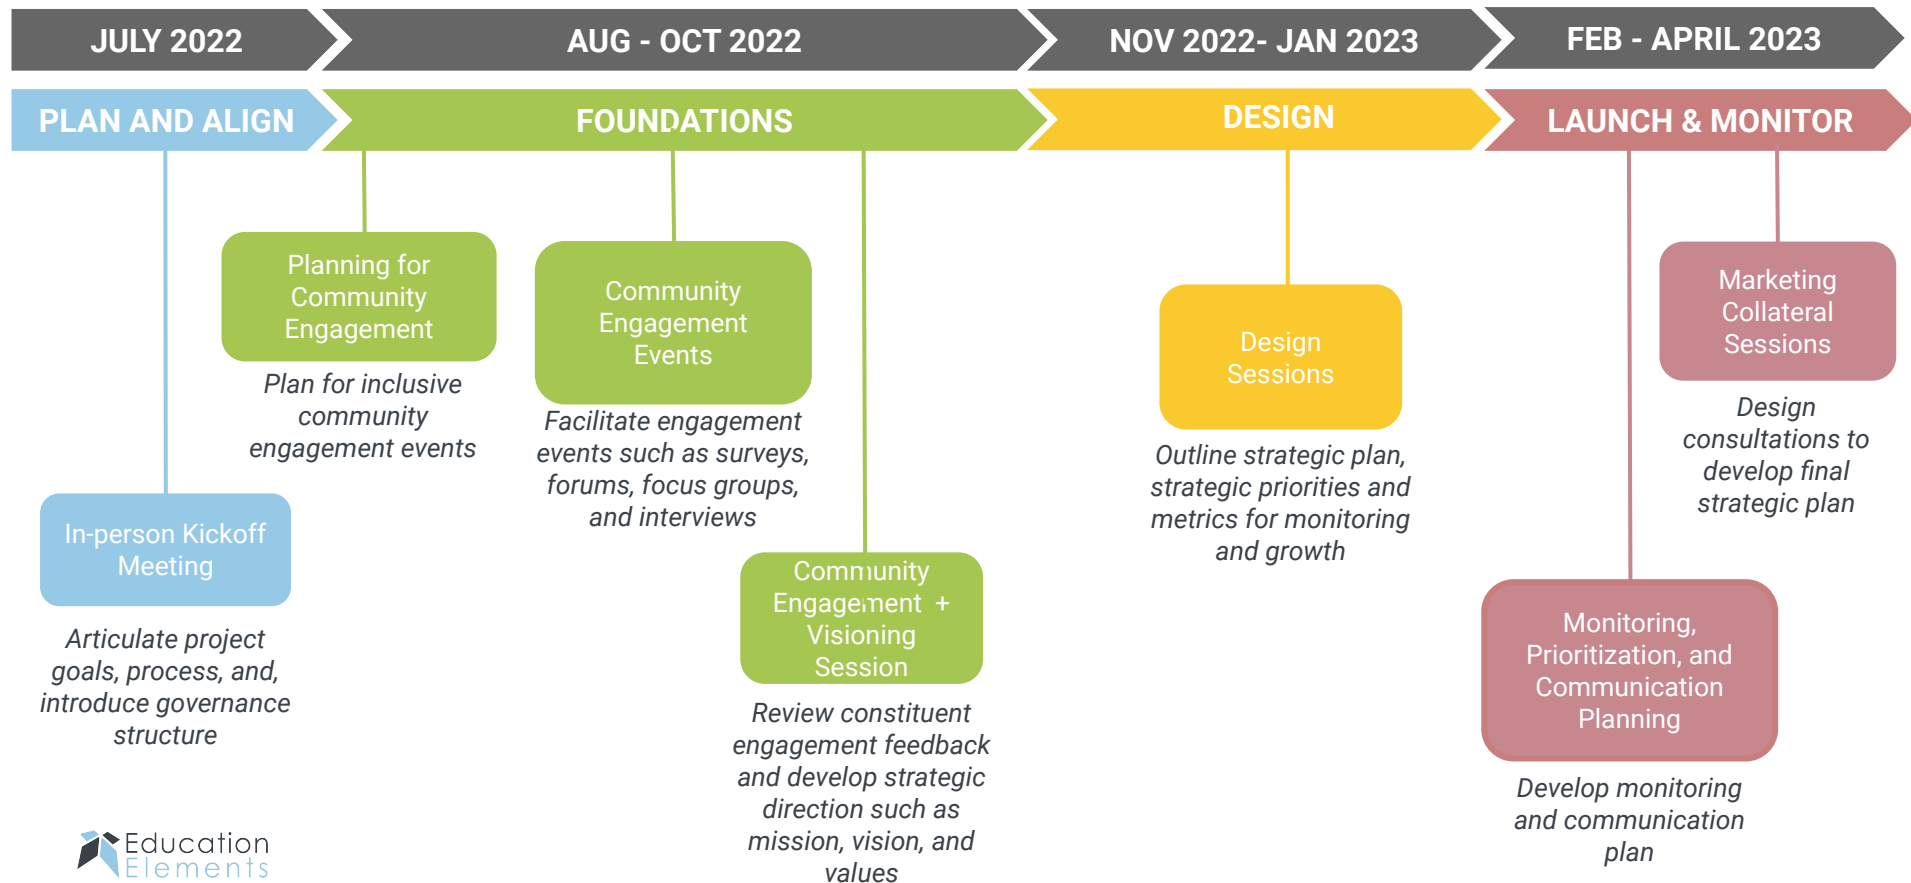 JULY 2022
AUG - OCT 2022
NOV 2022- JAN 2023
FEB - APRIL 2023
PLAN AND ALIGN
FOUNDATIONS
DESIGN
LAUNCH & MONITOR
In-person Kickoff
Meeting
Articulate project
goals, process, and,
introduce governance
structure
Planning for
Community
Engagement
Plan for inclusive
community
engagement events
Community
Engagement
Events
Facilitate engagement
events such as surveys,
forums, focus groups,
and interviews
Community
Engagement +
Visioning
Session
Review constituent
engagement feedback
and develop strategic
direction such as
mission, vision, and
values
Design
Sessions
Outline strategic plan,
strategic priorities and
metrics for monitoring
and growth
Monitoring,
Prioritization, and
Communication
Planning
Develop monitoring
and communication
plan
Marketing
Collateral
Sessions
Design
consultations to
develop final
strategic plan
Education
Elements